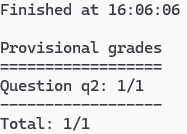 Finished at 16:06:06
Provisional grades
==================
Question q2: 1/1
------------------
Total: 1/1